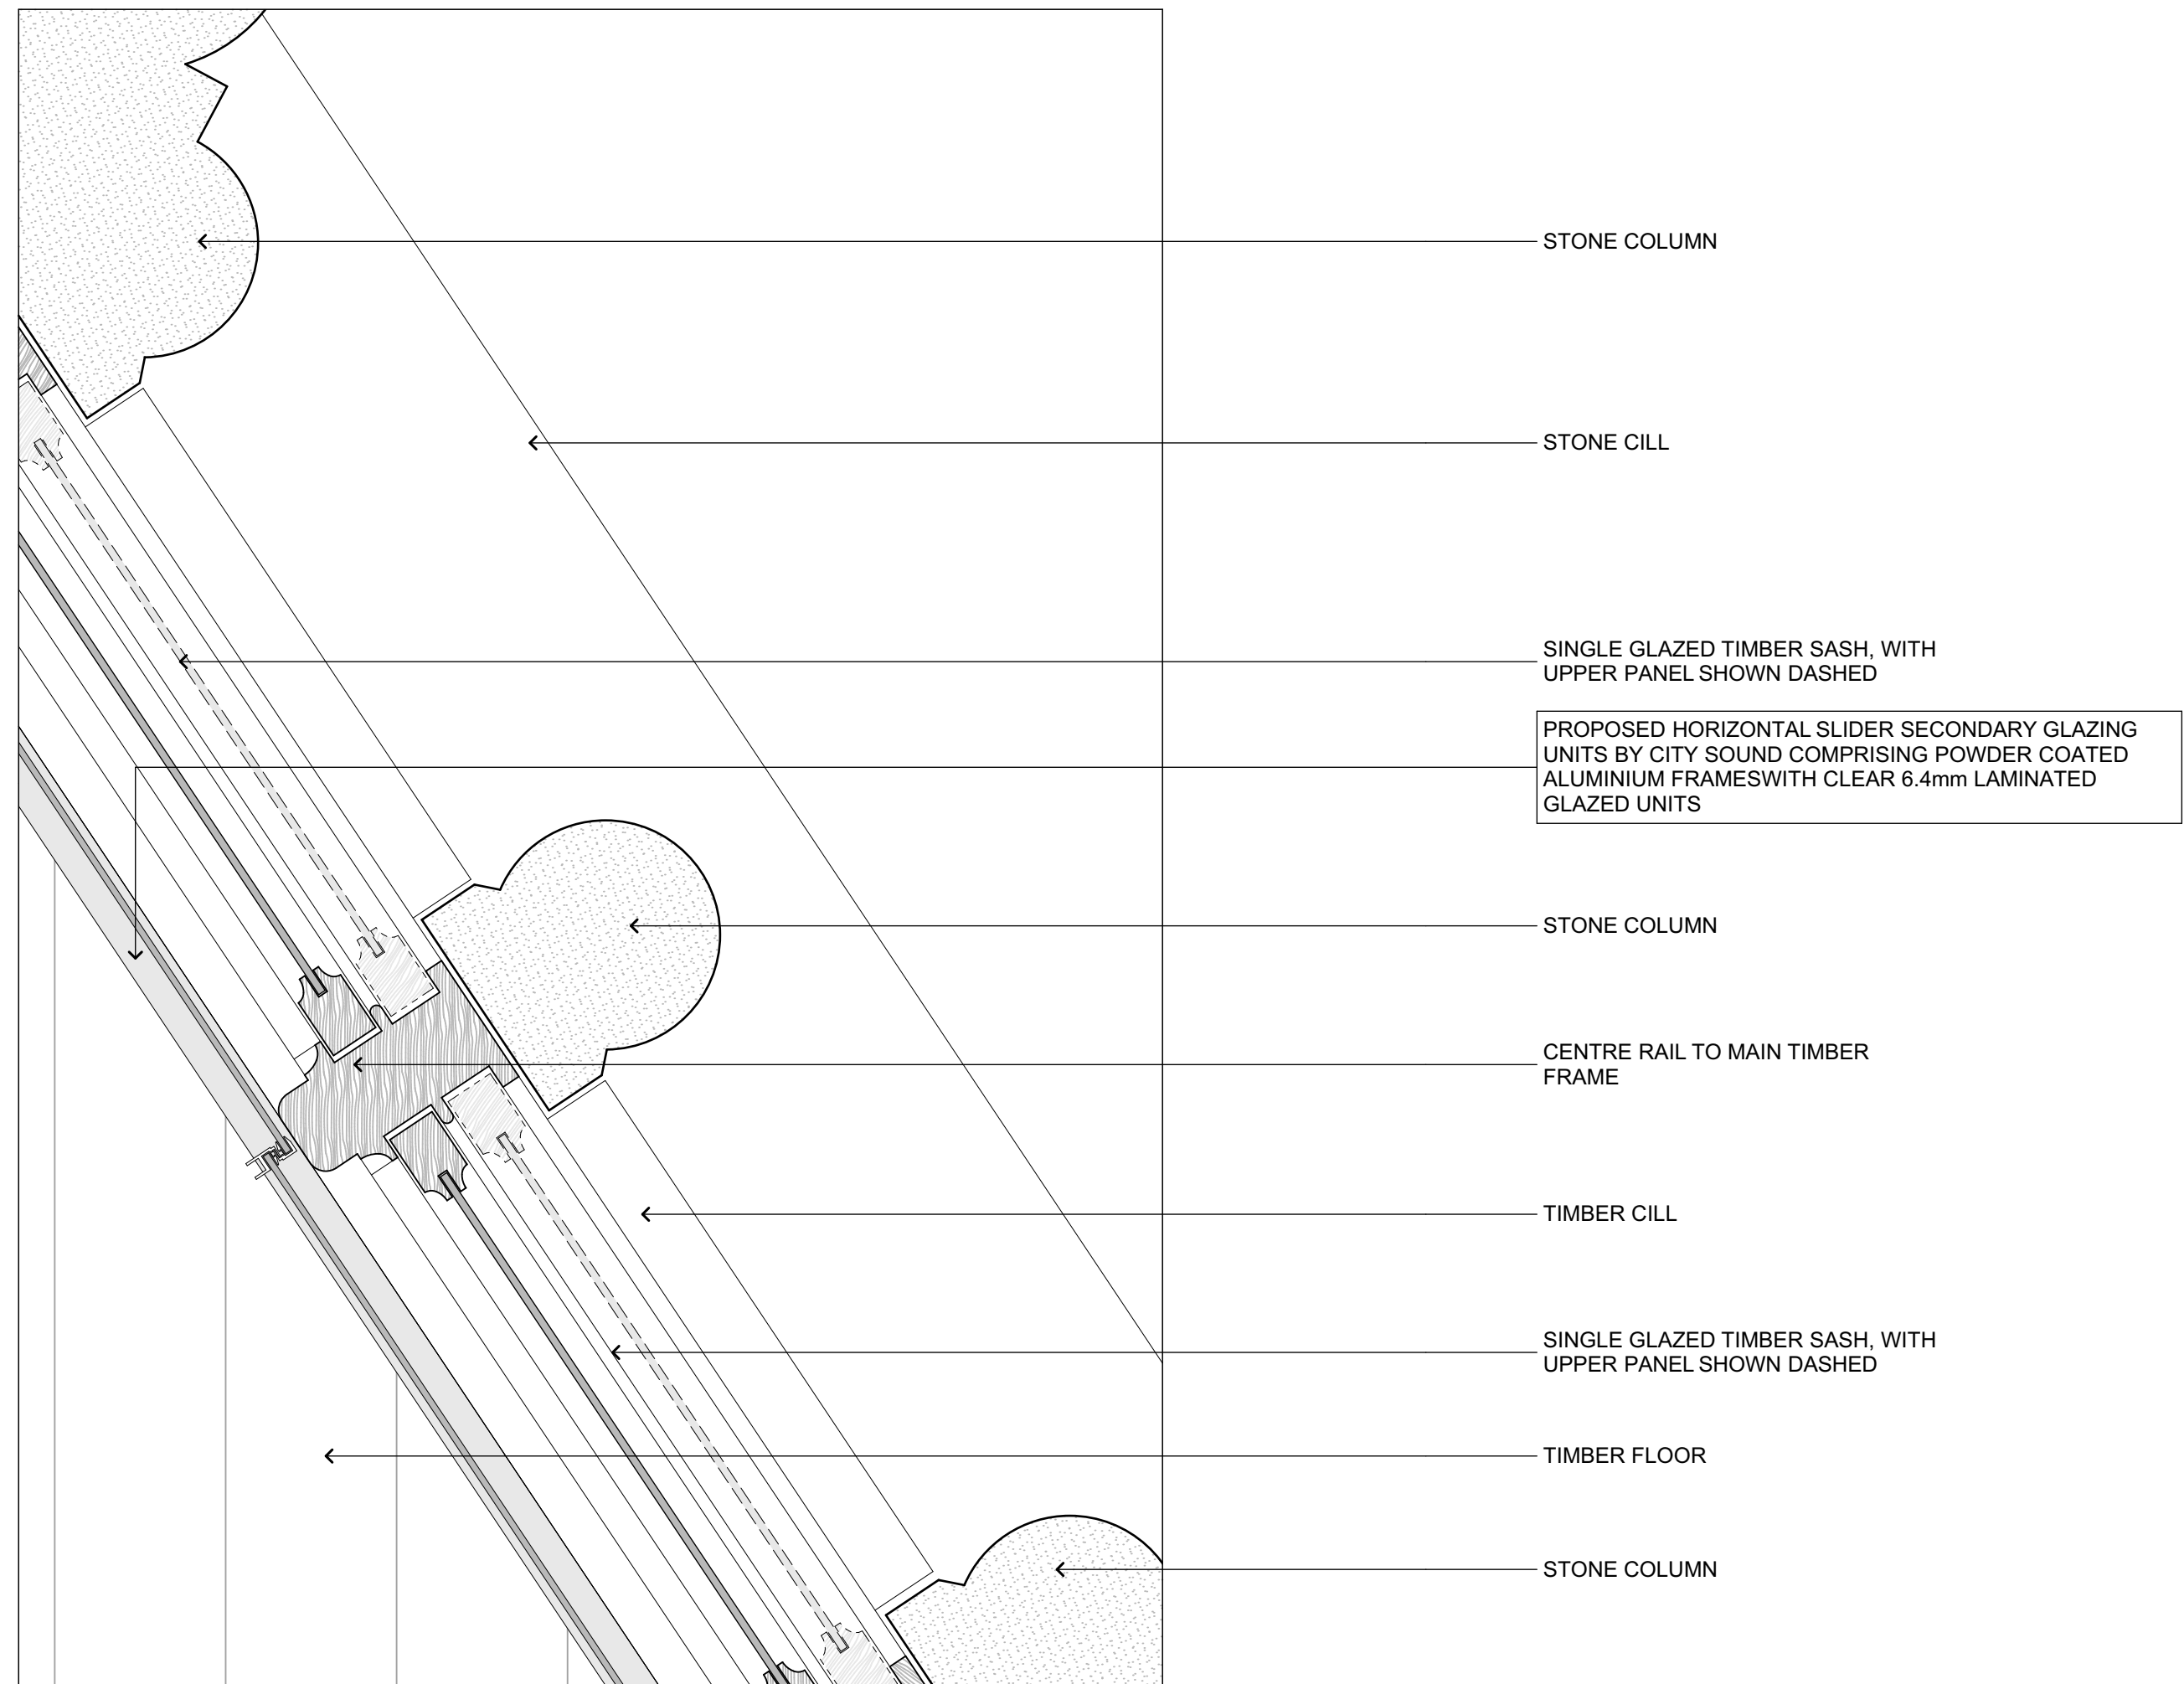 STONE COLUMN
STONE CILL
SINGLE GLAZED TIMBER SASH, WITH
UPPER PANEL SHOWN DASHED
PROPOSED HORIZONTAL SLIDER SECONDARY GLAZING
UNITS BY CITY SOUND COMPRISING POWDER COATED
ALUMINIUM FRAMESWITH CLEAR 6.4mm LAMINATED
GLAZED UNITS
STONE COLUMN
CENTRE RAIL TO MAIN TIMBER
FRAME
TIMBER CILL
SINGLE GLAZED TIMBER SASH, WITH
UPPER PANEL SHOWN DASHED
TIMBER FLOOR
STONE COLUMN